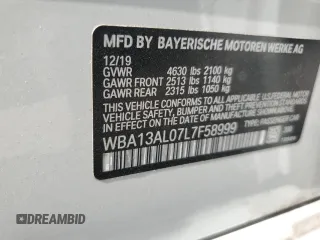 MFD BY BAYERISCHE MOTOREN WERKE AG
12/19
GVWR 4630 lbs 2100 kg
GAWR FRONT 2513 lbs 1140 kg
GAWR REAR 2315 lbs 1050 kg
THIS VEHICLE CONFORMS TO ALL APPLICABLE U.S. FEDERAL MOTOR
VEHICLE SAFETY, BUMPER, AND THEFT PREVENTION STANDARDS
IN EFFECT ON THE DATE OF MANUFACTURE SHOWN ABOVE.
WBA13AL07L7F58999 TYPE: PASSENGER CAR
DREAMBID